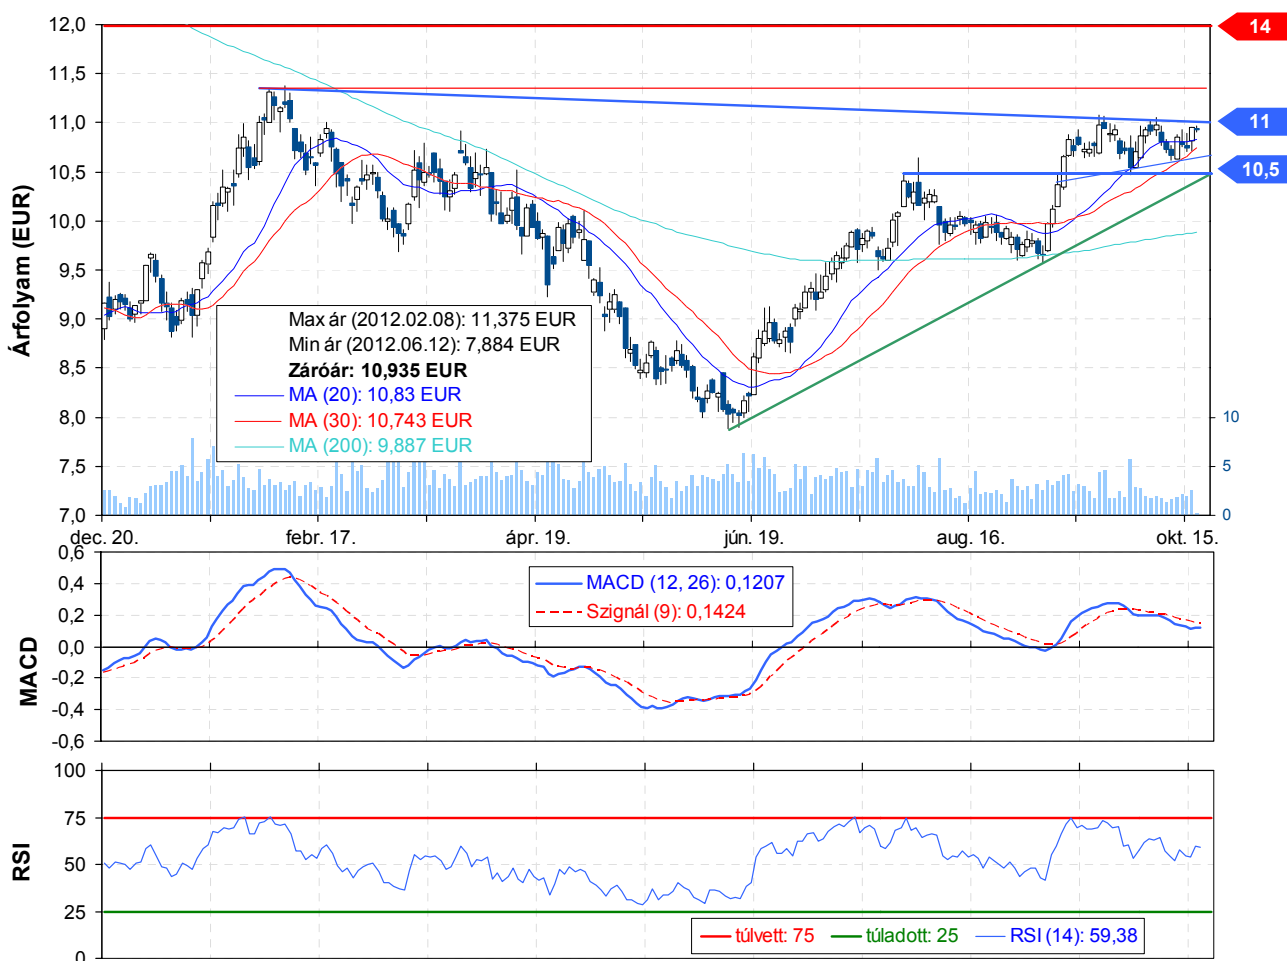 12,0
11,5
11,0
10,5
10,0
9,5
9,0
8,5
8,0
7,5
7,0
Árfolyam (EUR)
14
11
10,5
10
5
0
Max ár (2012.02.08): 11,375 EUR
Min ár (2012.06.12): 7,884 EUR
Záróár: 10,935 EUR
MA (20): 10,83 EUR
MA (30): 10,743 EUR
MA (200): 9,887 EUR
dec. 20. febr. 17. ápr. 19. jún. 19. aug. 16. okt. 15.
0,6
0,4
0,2
0,0
-0,2
-0,4
-0,6
MACD
MACD (12, 26): 0,1207
Szignál (9): 0,1424
100
75
50
25
0
RSI
túlvett: 75 túladott: 25 RSI (14): 59,38